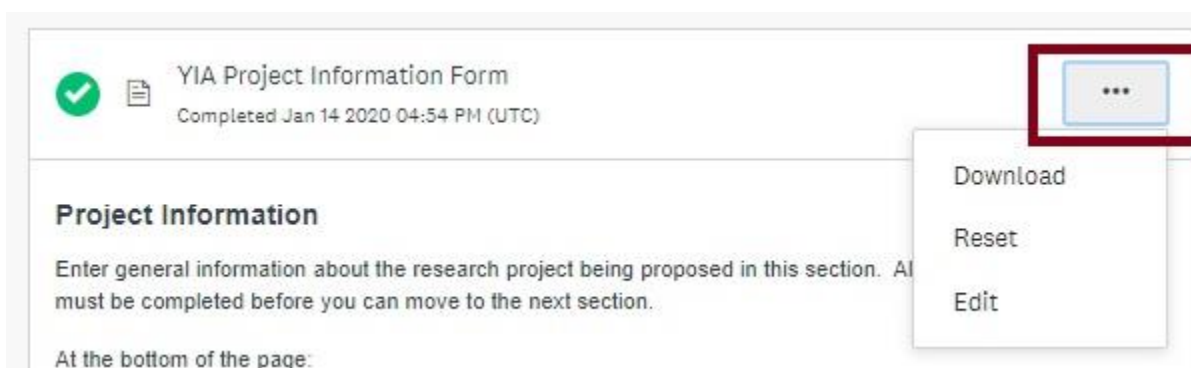 YIA Project Information Form
Completed Jan 14 2020 04:54 PM (UTC)
•••
Download
Reset
Edit
Project Information
Enter general information about the research project being proposed in this section. Al
must be completed before you can move to the next section.
At the bottom of the page: